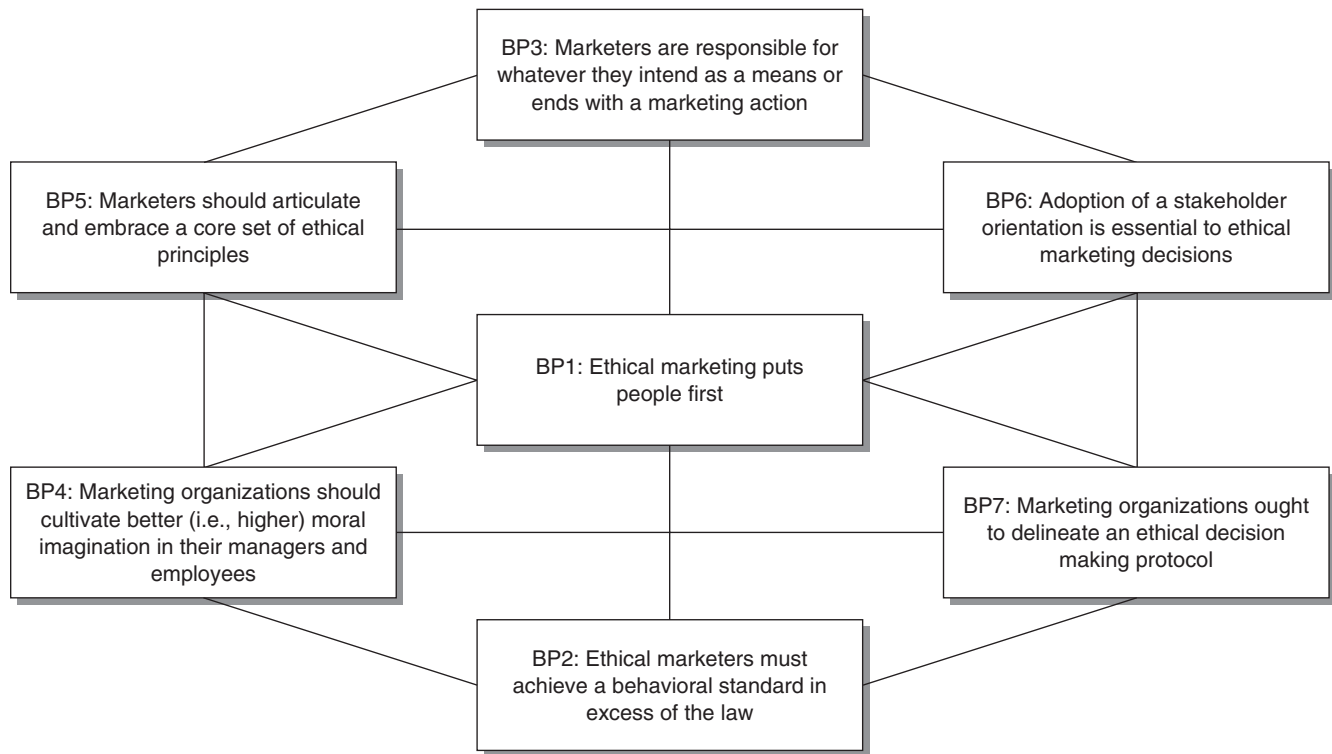 BP3: Marketers are responsible for
whatever they intend as a means or
ends with a marketing action
BP5: Marketers should articulate
and embrace a core set of ethical
principles
BP6: Adoption of a stakeholder
orientation is essential to ethical
marketing decisions
BP1: Ethical marketing puts
people first
BP4: Marketing organizations should
cultivate better (i.e., higher) moral
imagination in their managers and
employees
BP7: Marketing organizations ought
to delineate an ethical decision
making protocol
BP2: Ethical marketers must
achieve a behavioral standard in
excess of the law